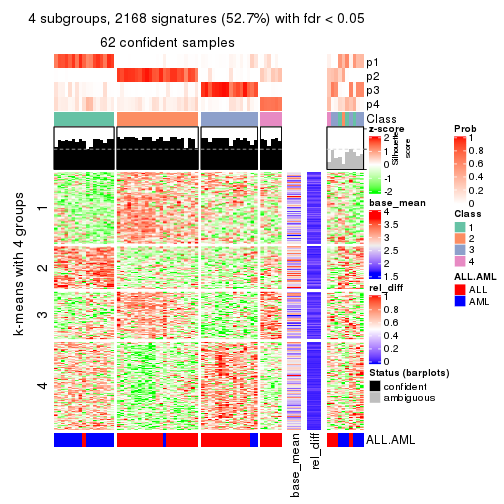 4 subgroups, 2168 signatures (52.7%) with fdr < 0.05
62 confident samples
p1
p2
p3
p4
Class
Silhouette
score
k-means with 4 groups
1
2
3
4
base_mean
rel_diff
ALL.AML
z-score
2
1
0
-1
-2
base_mean
4
3.5
3
2.5
2
1.5
rel_diff
1
0.8
0.6
0.4
0.2
0
Status (barplots)
confident
ambiguous
Prob
1
0.8
0.6
0.4
0.2
0
Class
1
2
3
4
ALL.AML
ALL
AML